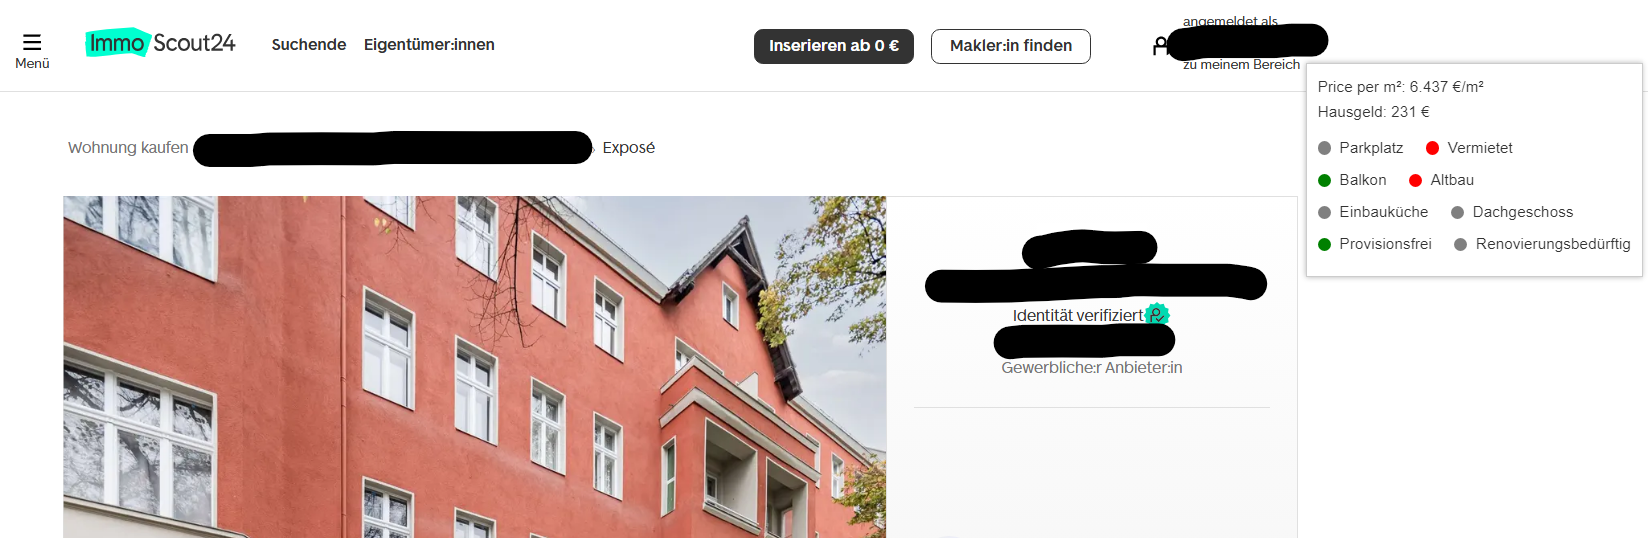 Menü
ImmoScout24
Suchende Eigentümer:innen
Inserieren ab 0 € Makler:in finden
angemeldet als
zu meinem Bereich
Price per m²: 6.437 €/m²
Hausgeld: 231 €
Parkplatz Vermietet
Balkon Altbau
Einbauküche Dachgeschoss
Provisionsfrei Renovierungsbedürftig
Wohnung kaufen Exposé
Identität verifiziert
Gewerbliche:r Anbieter:in